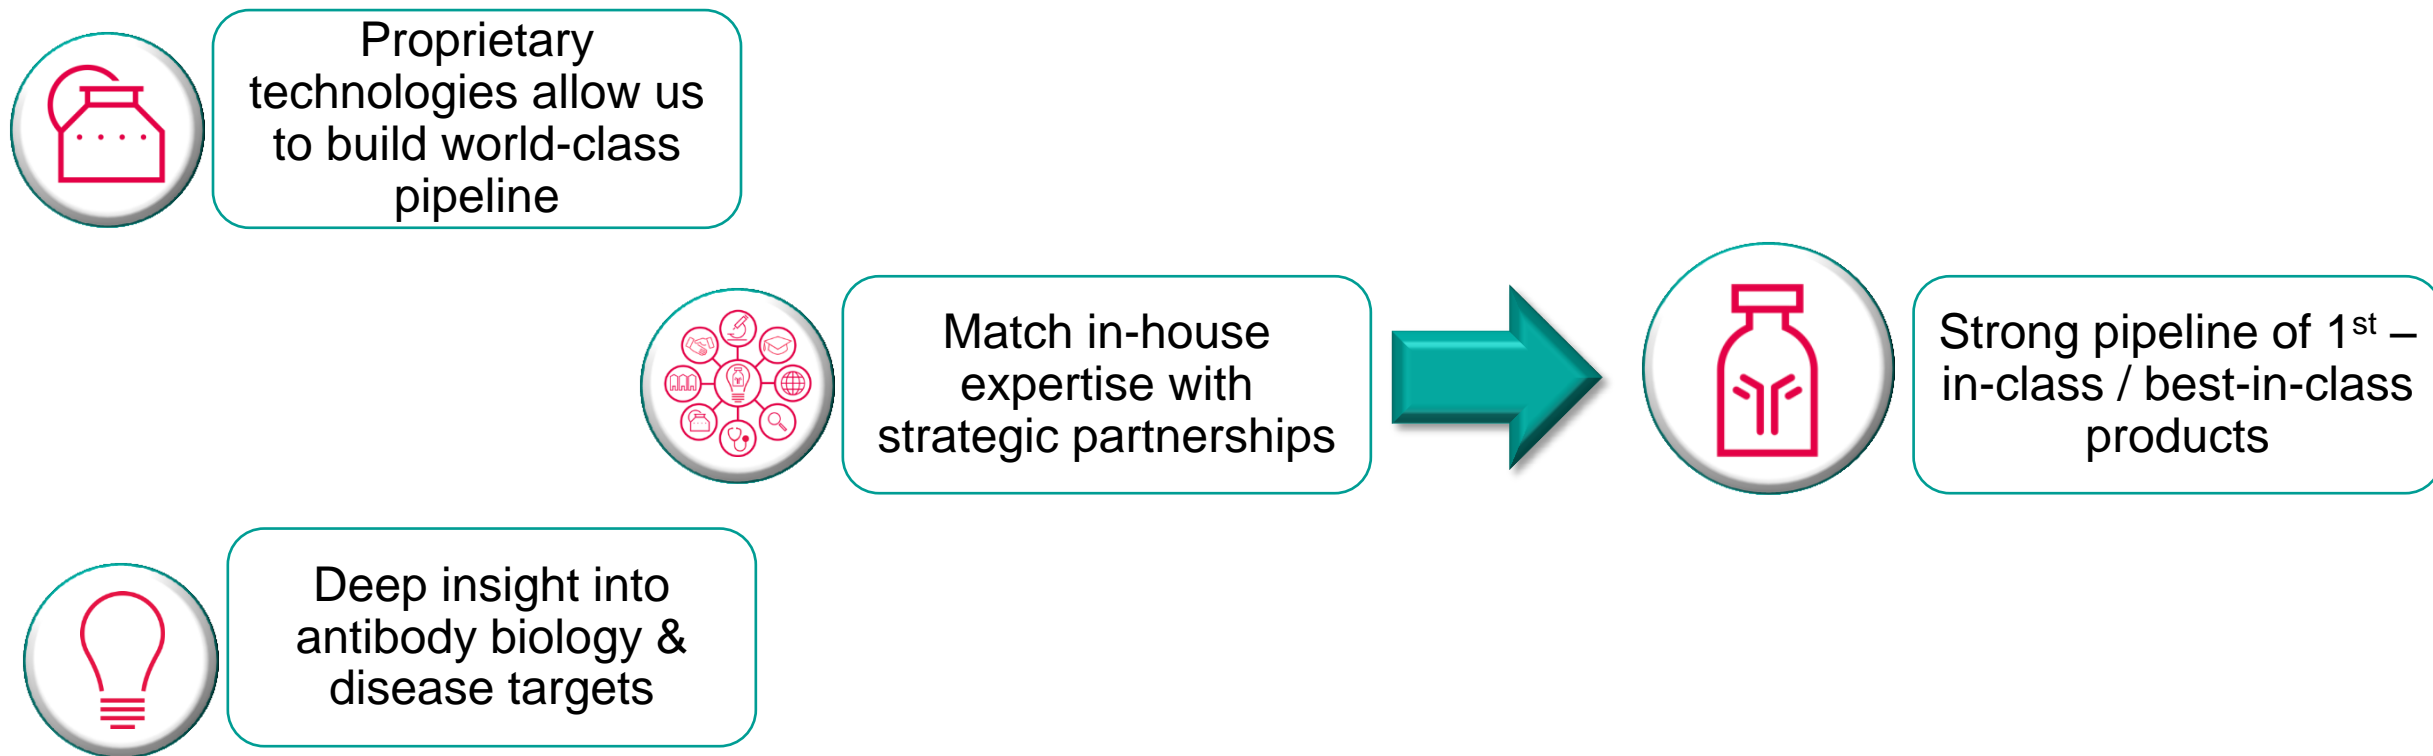 Proprietary
technologies allow us
to build world-class
pipeline
Match in-house
expertise with
strategic partnerships
Strong pipeline of 1st –
in-class / best-in-class
products
Deep insight into
antibody biology &
disease targets